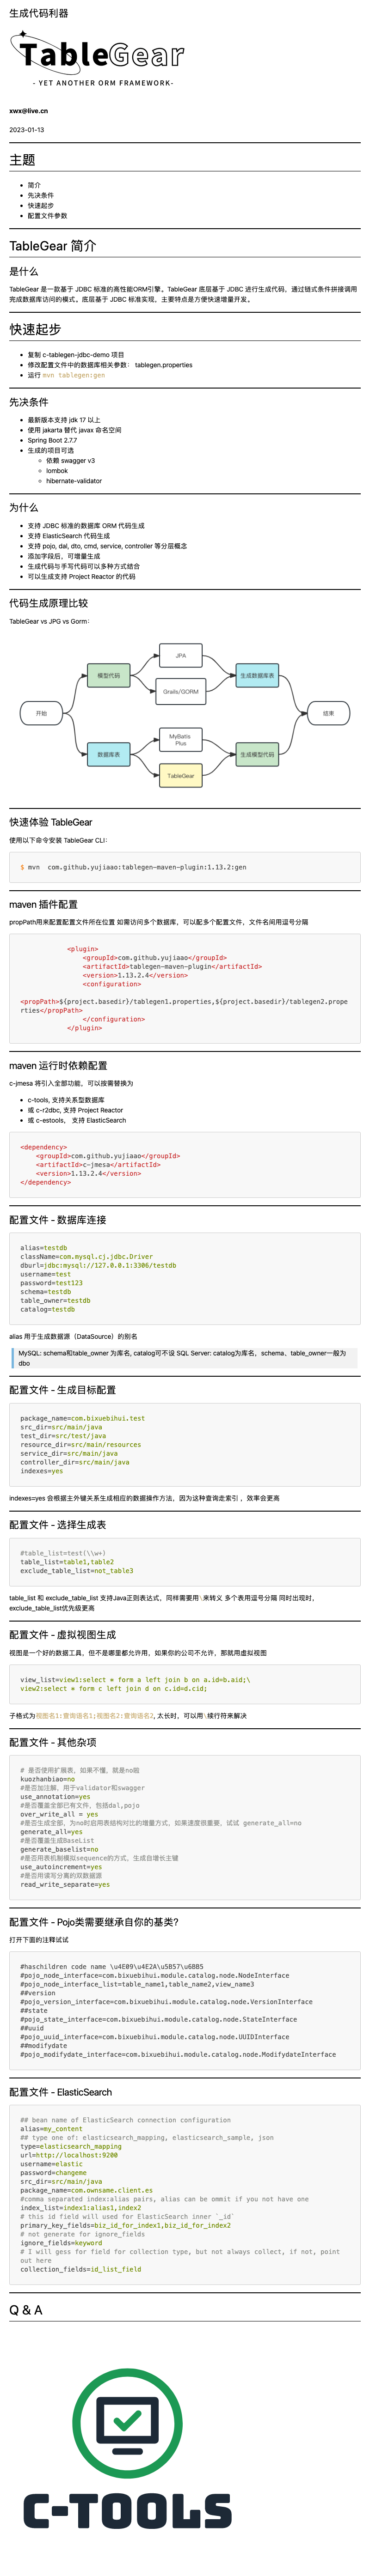 生成代码利器
TableGear
- YET ANOTHER ORM FRAMEWORK-
xwx@live.cn
2023-01-13
主题
简介
先决条件
快速起步
配置文件参数
TableGear 简介
是什么
TableGear 是一款基于 JDBC 标准的高性能ORM引擎。TableGear 底层基于 JDBC 进行生成代码，通过链式条件拼接调用
完成数据库访问的模式。底层基于 JDBC 标准实现，主要特点是方便快速增量开发。
快速起步
复制 c-tablegen-jdbc-demo 项目
修改配置文件中的数据库相关参数： tablegen.properties
运行 mvn tablegen:gen
先决条件
最新版本支持 jdk 17 以上
使用 jakarta 替代 javax 命名空间
Spring Boot 2.7.7
生成的项目可选
依赖 swagger v3
lombok
hibernate-validator
为什么
支持 JDBC 标准的数据库 ORM 代码生成
支持 ElasticSearch 代码生成
支持 pojo, dal, dto, cmd, service, controller 等分层概念
添加字段后，可增量生成
生成代码与手写代码可以多种方式结合
可以生成支持 Project Reactor 的代码
代码生成原理比较
TableGear vs JPG vs Gorm：
JPA
模型代码
生成数据库表
Grails/GORM
开始
结束
MyBatis
Plus
数据库表
生成模型代码
TableGear
快速体验 TableGear
使用以下命令安装 TableGear CLI：
$ mvn  com.github.yujiaao:tablegen-maven-plugin:1.13.2:gen
maven 插件配置
propPath用来配置配置文件所在位置 如需访问多个数据库，可以配多个配置文件，文件名间用逗号分隔
<plugin>
<groupId>com.github.yujiaao</groupId>
<artifactId>tablegen-maven-plugin</artifactId>
<version>1.13.2.4</version>
<configuration>
<propPath>${project.basedir}/tablegen1.properties,${project.basedir}/tablegen2.prope
rties</propPath>
</configuration>
</plugin>
maven 运行时依赖配置
c-jmesa 将引入全部功能，可以按需替换为
c-tools, 支持关系型数据库
或 c-r2dbc, 支持 Project Reactor
或 c-estools， 支持 ElasticSearch
<dependency>
<groupId>com.github.yujiaao</groupId>
<artifactId>c-jmesa</artifactId>
<version>1.13.2.4</version>
</dependency>
配置文件 - 数据库连接
alias=testdb
className=com.mysql.cj.jdbc.Driver
dburl=jdbc:mysql://127.0.0.1:3306/testdb
username=test
password=test123
schema=testdb
table_owner=testdb
catalog=testdb
alias 用于生成数据源（DataSource）的别名
MySQL: schema和table_owner 为库名, catalog可不设 SQL Server: catalog为库名，schema、table_owner一般为
dbo
配置文件 - 生成目标配置
package_name=com.bixuebihui.test
src_dir=src/main/java
test_dir=src/test/java
resource_dir=src/main/resources
service_dir=src/main/java
controller_dir=src/main/java
indexes=yes
indexes=yes 会根据主外键关系生成相应的数据操作方法，因为这种查询走索引 ，效率会更高
配置文件 - 选择生成表
#table_list=test(\\w+)
table_list=table1,table2
exclude_table_list=not_table3
table_list 和 exclude_table_list 支持Java正则表达式，同样需要用\来转义 多个表用逗号分隔 同时出现时，
exclude_table_list优先级更高
配置文件 - 虚拟视图生成
视图是一个好的数据工具，但不是哪里都允许用，如果你的公司不允许，那就用虚拟视图
view_list=view1:select * form a left join b on a.id=b.aid;\
view2:select * form c left join d on c.id=d.cid;
子格式为视图名1:查询语名1;视图名2:查询语名2, 太长时，可以用\续行符来解决
配置文件 - 其他杂项
# 是否使用扩展表，如果不懂，就是no啦
kuozhanbiao=no
#是否加注解，用于validator和swagger
use_annotation=yes
#是否覆盖全部已有文件，包括dal,pojo
over_write_all = yes
#是否生成全部，为no时启用表结构对比的增量方式，如果速度很重要，试试 generate_all=no
generate_all=yes
#是否覆盖生成BaseList
generate_baselist=no
#是否用表机制模拟sequence的方式，生成自增长主键
use_autoincrement=yes
#是否用读写分离的双数据源
read_write_separate=yes
配置文件 - Pojo类需要继承自你的基类？
打开下面的注释试试
#haschildren code name \u4E09\u4E2A\u5B57\u6BB5
#pojo_node_interface=com.bixuebihui.module.catalog.node.NodeInterface
#pojo_node_interface_list=table_name1,table_name2,view_name3
##version
#pojo_version_interface=com.bixuebihui.module.catalog.node.VersionInterface
##state
#pojo_state_interface=com.bixuebihui.module.catalog.node.StateInterface
##uuid
#pojo_uuid_interface=com.bixuebihui.module.catalog.node.UUIDInterface
##modifydate
#pojo_modifydate_interface=com.bixuebihui.module.catalog.node.ModifydateInterface
配置文件 - ElasticSearch
## bean name of ElasticSearch connection configuration
alias=my_content
## type one of: elasticsearch_mapping, elasticsearch_sample, json
type=elasticsearch_mapping
url=http://localhost:9200
username=elastic
password=changeme
src_dir=src/main/java
package_name=com.ownsame.client.es
#comma separated index:alias pairs, alias can be ommit if you not have one
index_list=index1:alias1,index2
# this id field will used for ElasticSearch inner `_id`
primary_key_fields=biz_id_for_index1,biz_id_for_index2
# not generate for ignore_fields
ignore_fields=keyword
# I will gess for field for collection type, but not always collect, if not, point
out here
collection_fields=id_list_field
Q & A
C-TOOLS